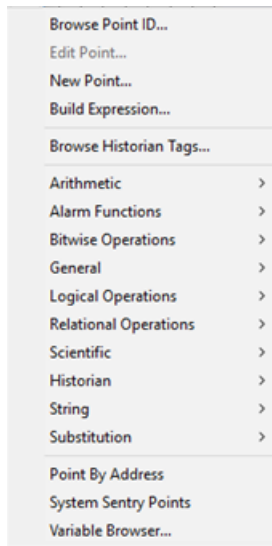 Browse Point ID...
Edit Point...
New Point...
Build Expression...
Browse Historian Tags...
Arithmetic
Alarm Functions
Bitwise Operations
General
Logical Operations
Relational Operations
Scientific
Historian
String
Substitution
Point By Address
System Sentry Points
Variable Browser...